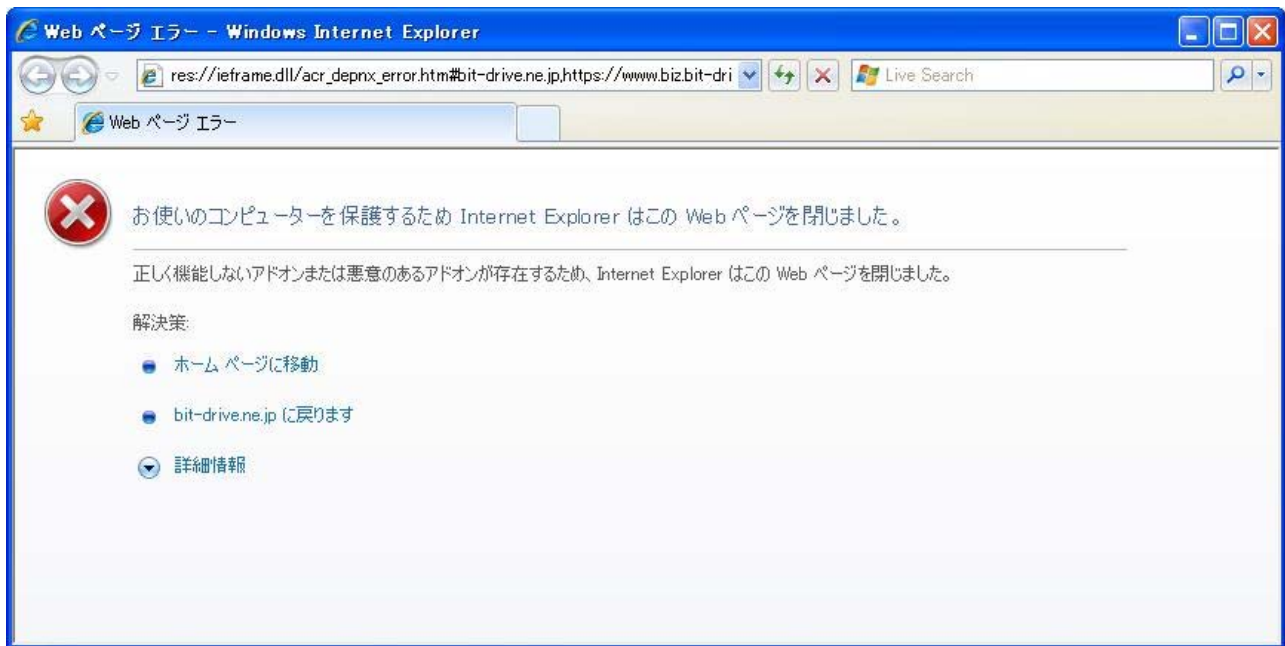 Web ページ エラー - Windows Internet Explorer
res://ieframe.dll/acr_depnx_error.htm#bit-drive.ne.jp,https://www.biz.bit-dri
Live Search
Web ページ エラー
お使いのコンピューターを保護するため Internet Explorer はこの Web ページを閉じました。
正しく機能しないアドオンまたは悪意のあるアドオンが存在するため、Internet Explorer はこの Web ページを閉じました。
解決策:
ホーム ページに移動
bit-drive.ne.jp に戻ります
詳細情報